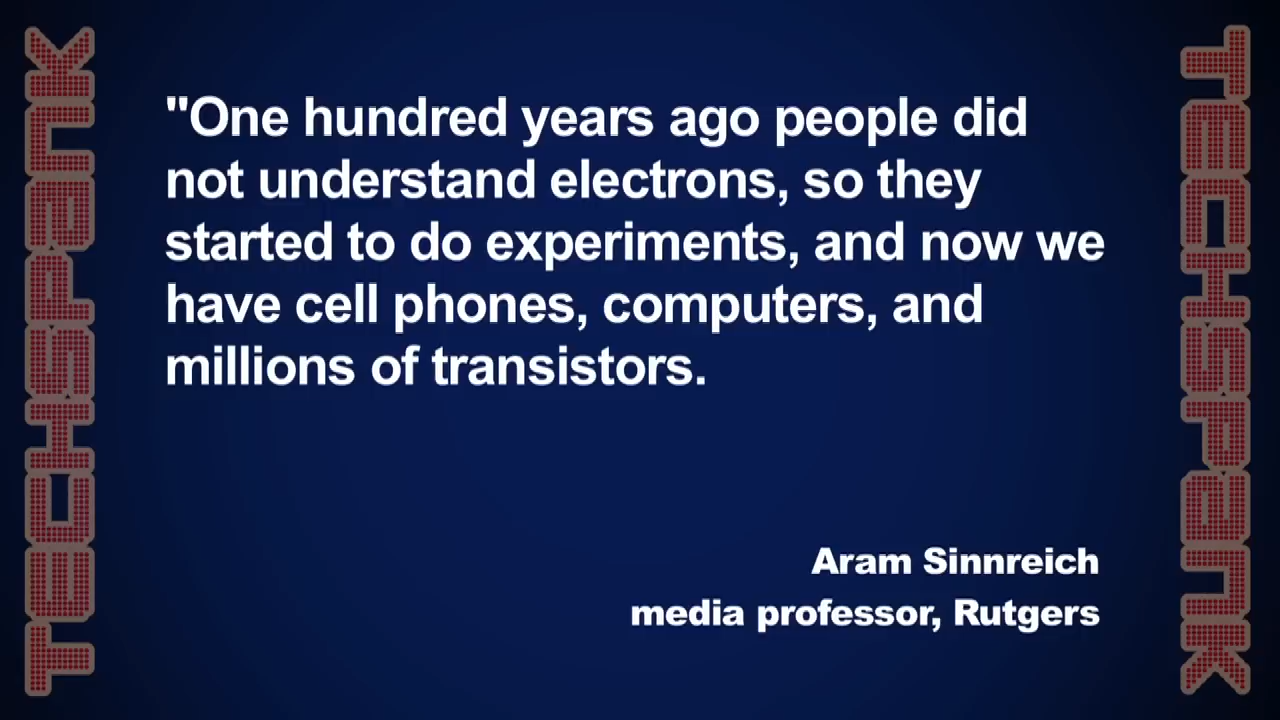 TECHSPANK
"One hundred years ago people did
not understand electrons, so they
started to do experiments, and now we
have cell phones, computers, and
millions of transistors.
Aram Sinnreich
media professor, Rutgers
TECHSPANK